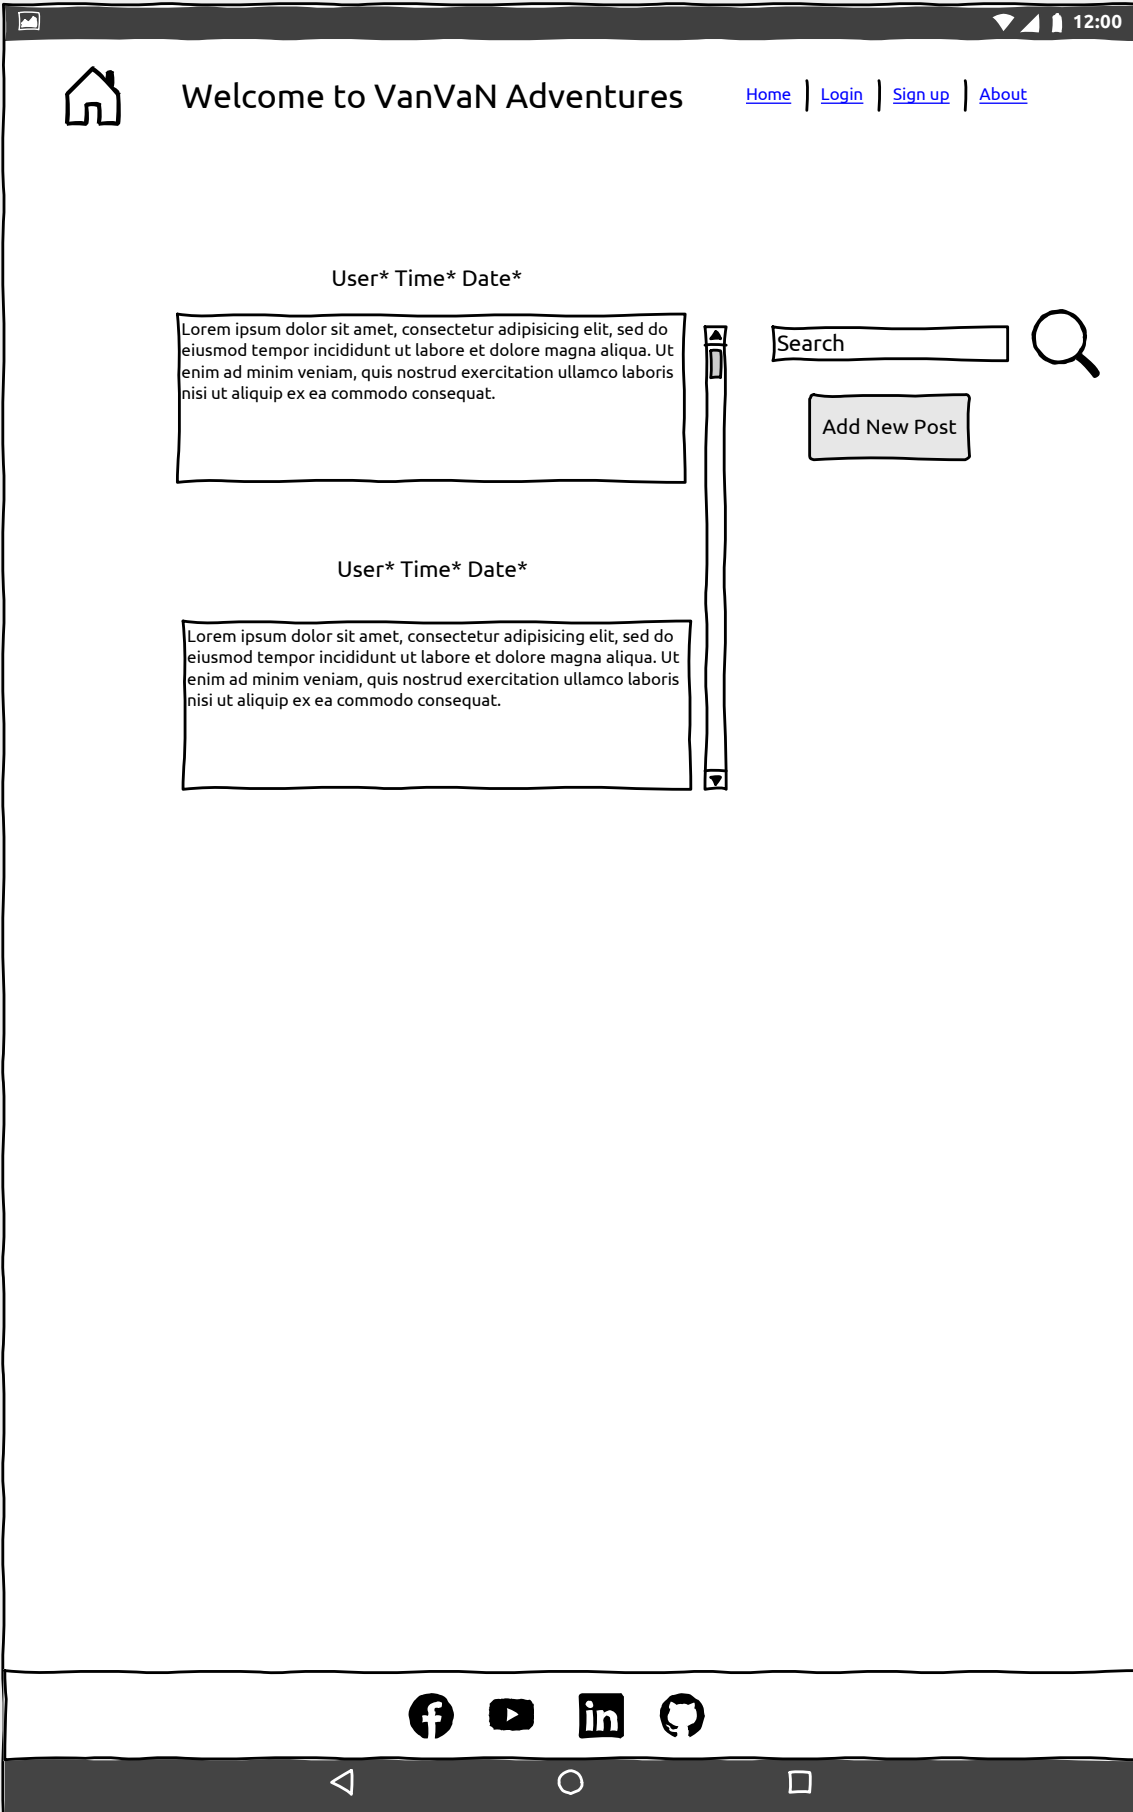 12:00
Welcome to VanVaN Adventures
Home
Login
Sign up
About
User* Time* Date*
Lorem ipsum dolor sit amet, consectetur adipisicing elit, sed do
eiusmod tempor incididunt ut labore et dolore magna aliqua. Ut
enim ad minim veniam, quis nostrud exercitation ullamco laboris
nisi ut aliquip ex ea commodo consequat.
Search
Add New Post
User* Time* Date*
Lorem ipsum dolor sit amet, consectetur adipisicing elit, sed do
eiusmod tempor incididunt ut labore et dolore magna aliqua. Ut
enim ad minim veniam, quis nostrud exercitation ullamco laboris
nisi ut aliquip ex ea commodo consequat.